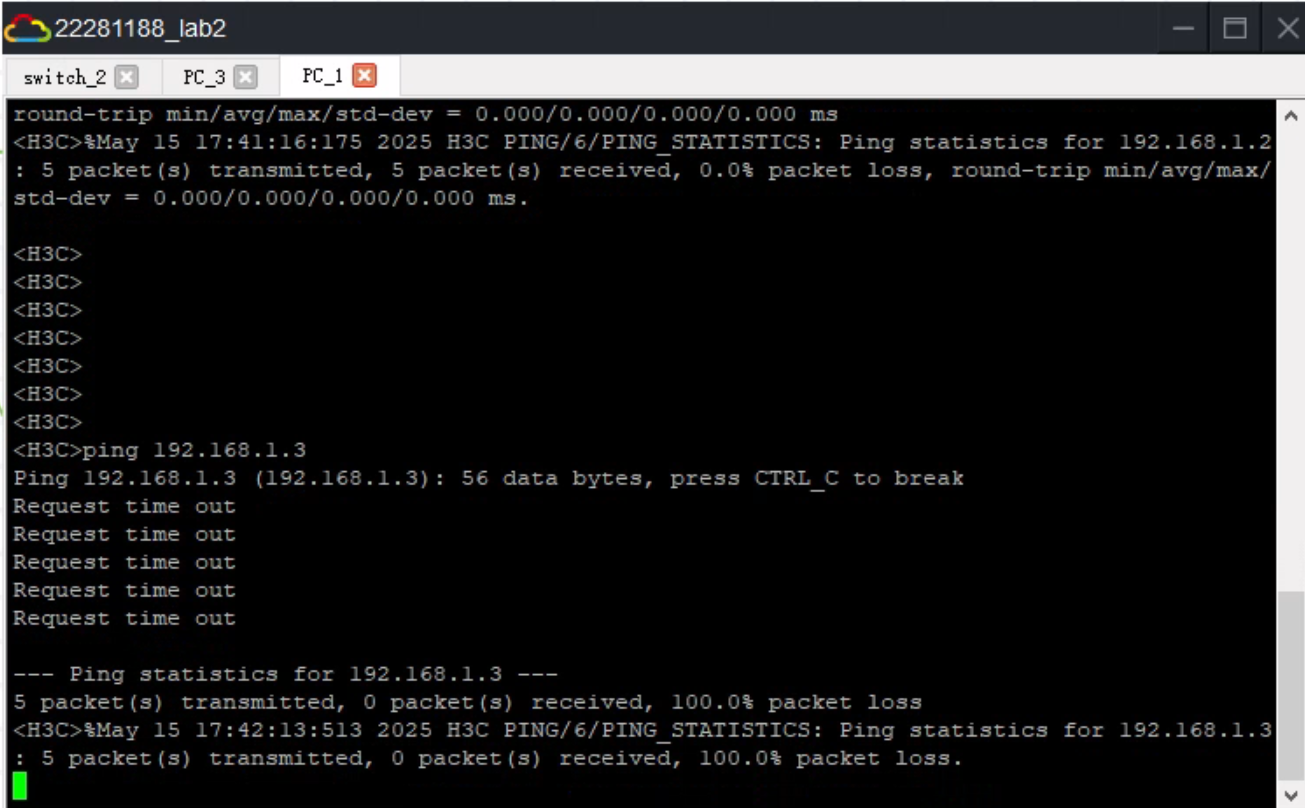 22281188_lab2
switch_2 PC_3 PC_1
round-trip min/avg/max/std-dev = 0.000/0.000/0.000/0.000 ms
<H3C>%May 15 17:41:16:175 2025 H3C PING/6/PING_STATISTICS: Ping statistics for 192.168.1.2
: 5 packet(s) transmitted, 5 packet(s) received, 0.0% packet loss, round-trip min/avg/max/
std-dev = 0.000/0.000/0.000/0.000 ms.
<H3C>
<H3C>
<H3C>
<H3C>
<H3C>
<H3C>
<H3C>
<H3C>ping 192.168.1.3
Ping 192.168.1.3 (192.168.1.3): 56 data bytes, press CTRL_C to break
Request time out
Request time out
Request time out
Request time out
Request time out
--- Ping statistics for 192.168.1.3 ---
5 packet(s) transmitted, 0 packet(s) received, 100.0% packet loss
<H3C>%May 15 17:42:13:513 2025 H3C PING/6/PING_STATISTICS: Ping statistics for 192.168.1.3
: 5 packet(s) transmitted, 0 packet(s) received, 100.0% packet loss.